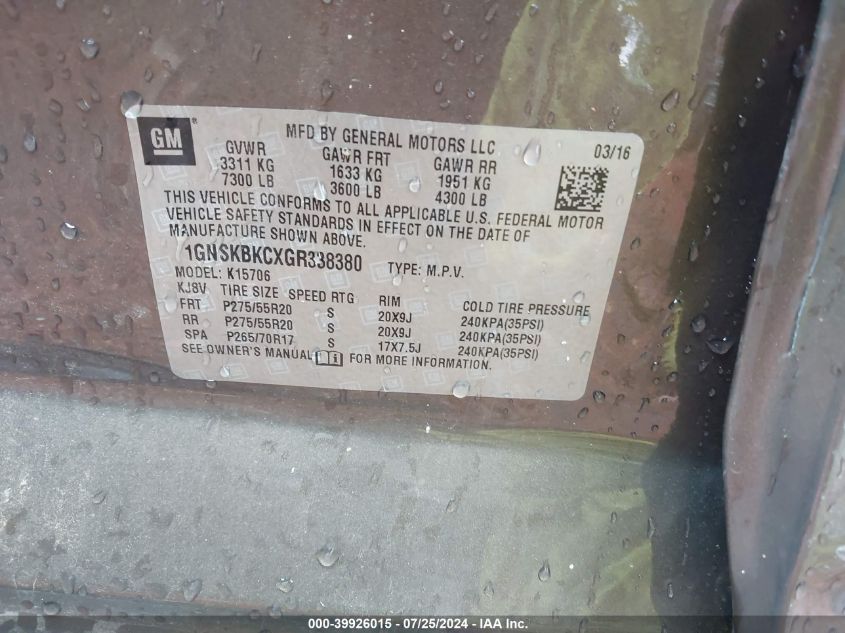 GM ®
MFD BY GENERAL MOTORS LLC
03/16
GVWR GAWR FRT GAWR RR
3311 KG 1633 KG 1951 KG
7300 LB 3600 LB 4300 LB
THIS VEHICLE CONFORMS TO ALL APPLICABLE U.S. FEDERAL MOTOR
VEHICLE SAFETY STANDARDS IN EFFECT ON THE DATE OF
MANUFACTURE SHOWN ABOVE.
1GNSKBKCXGR338380 TYPE: M.P.V.
MODEL: K15706
KJ8V TIRE SIZE SPEED RTG RIM COLD TIRE PRESSURE
FRT P275/55R20 S 20X9J 240KPA(35PSI)
RR P275/55R20 S 20X9J 240KPA(35PSI)
SPA P265/70R17 S 17X7.5J 240KPA(35PSI)
SEE OWNER'S MANUAL FOR MORE INFORMATION.
000-39926015 - 07/25/2024 - IAA Inc.